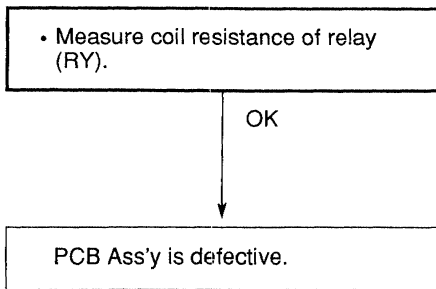 • Measure coil resistance of relay
(RY).
OK
PCB Ass'y is defective.